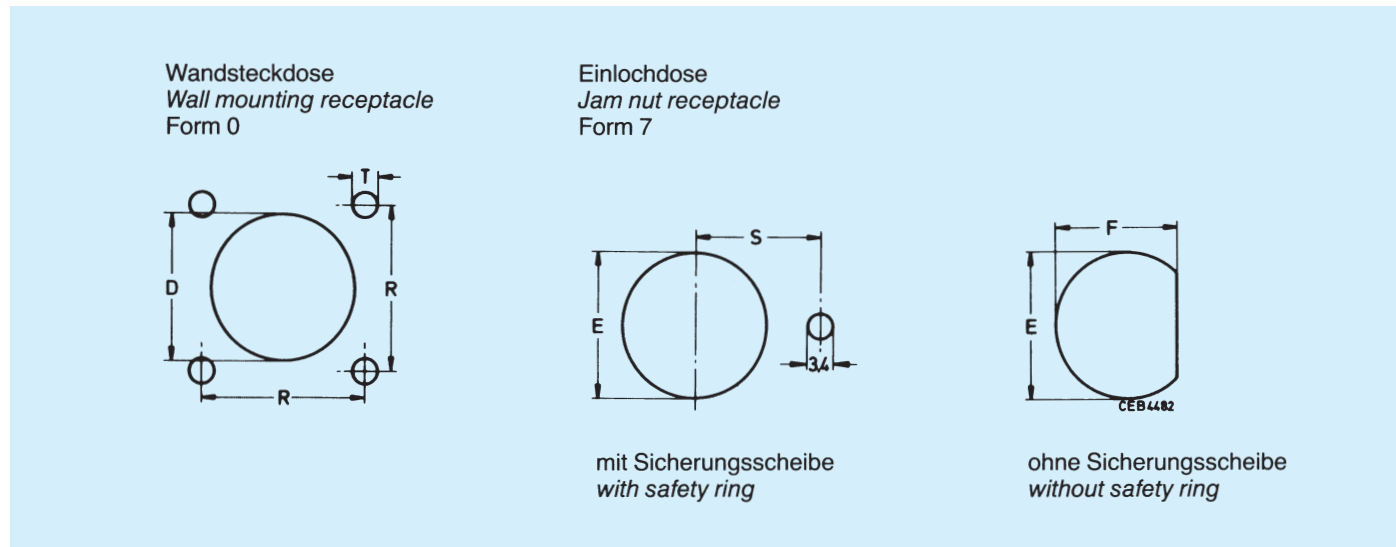 Wandsteckdose
Wall mounting receptacle
Form 0
Einlochdose
Jam nut receptacle
Form 7
T
D
R
R
S
E
3,4
F
E
CEB4482
mit Sicherungsscheibe
with safety ring
ohne Sicherungsscheibe
without safety ring